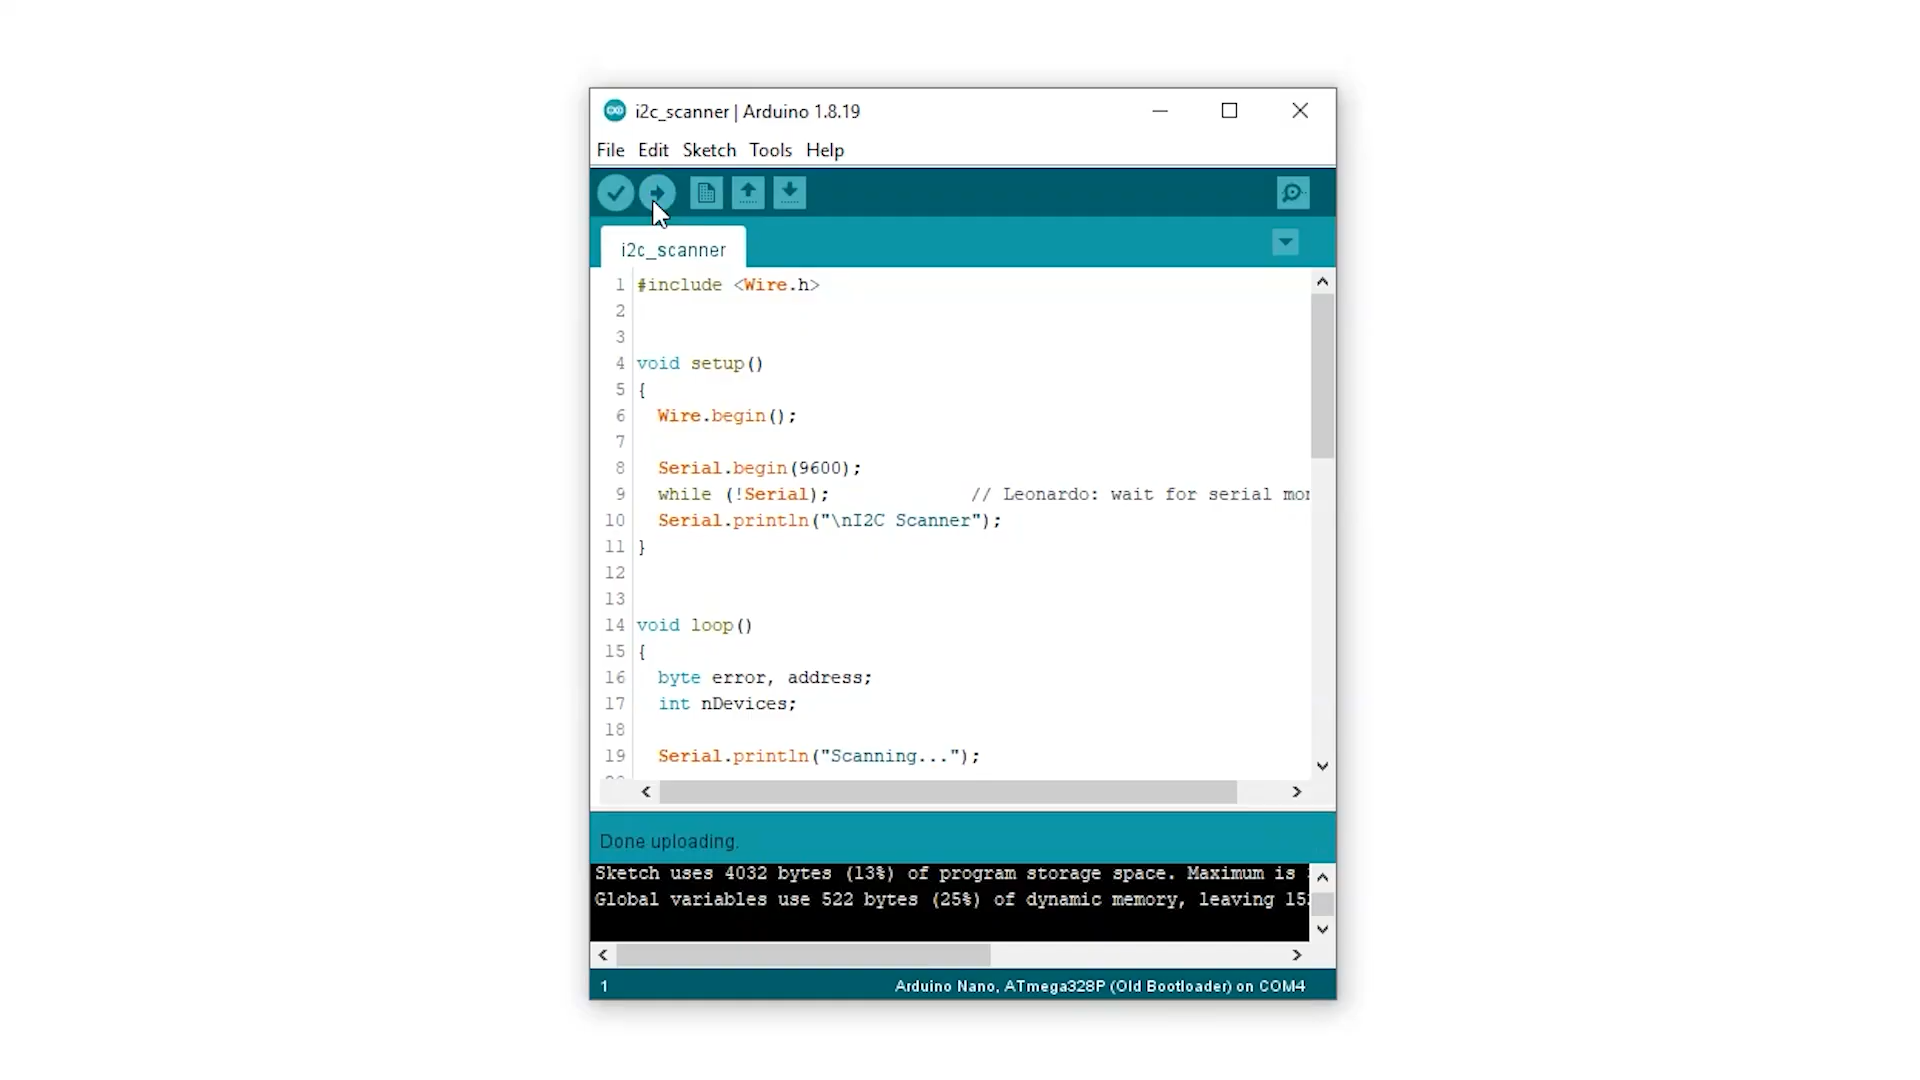 i2c_scanner | Arduino 1.8.19
File Edit Sketch Tools Help
i2c_scanner
1 #include <Wire.h>
2
3
4 void setup()
5 {
6 Wire.begin();
7
8 Serial.begin(9600);
9 while (!Serial); // Leonardo: wait for serial
10 Serial.println("\nI2C Scanner");
11 }
12
13
14 void loop()
15 {
16 byte error, address;
17 int nDevices;
18
19 Serial.println("Scanning...");
Done uploading.
Sketch uses 4032 bytes (13%) of program storage space. Maximum is
Global variables use 522 bytes (25%) of dynamic memory, leaving
1 Arduino Nano, ATmega328P (Old Bootloader) on COM4